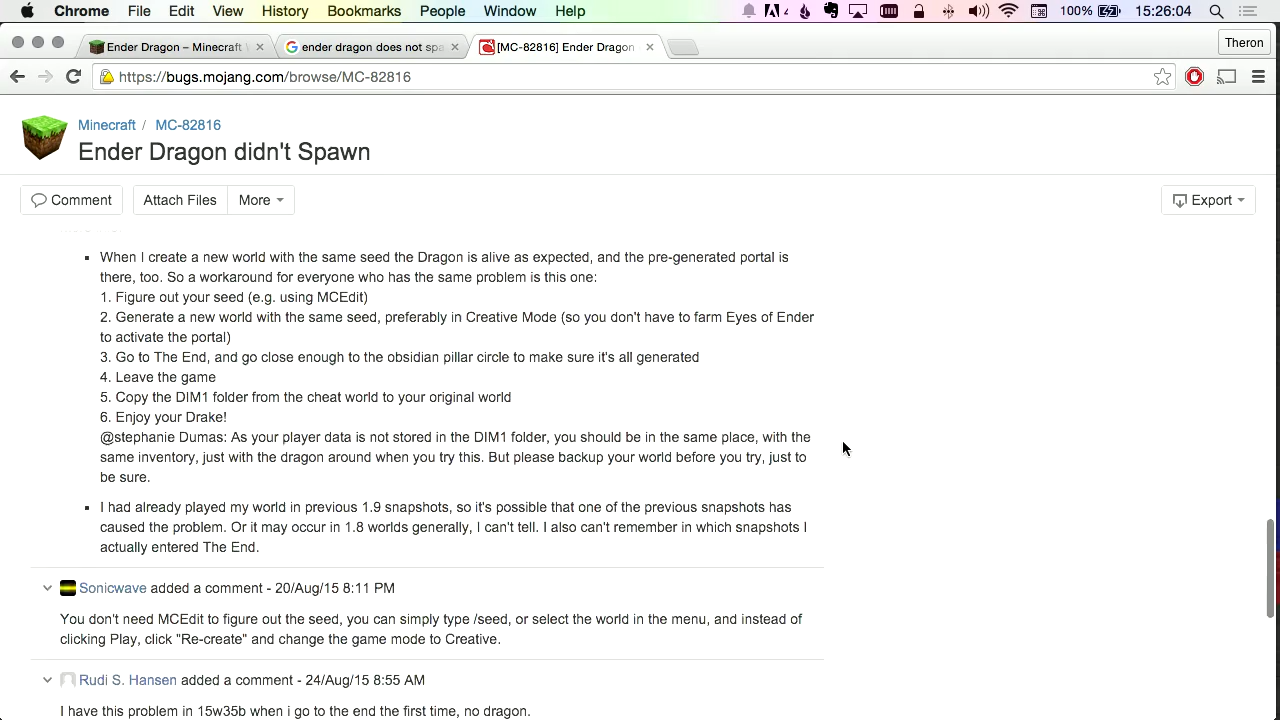 Chrome File Edit View History Bookmarks People Window Help 4 100% 15:26:04
Ender Dragon – Minecraft
ender dragon does not spa
[MC-82816] Ender Dragon
Theron
https://bugs.mojang.com/browse/MC-82816
Minecraft / MC-82816
Ender Dragon didn't Spawn
Comment Attach Files More Export
▪ When I create a new world with the same seed the Dragon is alive as expected, and the pre-generated portal is
there, too. So a workaround for everyone who has the same problem is this one:
1. Figure out your seed (e.g. using MCEdit)
2. Generate a new world with the same seed, preferably in Creative Mode (so you don't have to farm Eyes of Ender
to activate the portal)
3. Go to The End, and go close enough to the obsidian pillar circle to make sure it's all generated
4. Leave the game
5. Copy the DIM1 folder from the cheat world to your original world
6. Enjoy your Drake!
@stephanie Dumas: As your player data is not stored in the DIM1 folder, you should be in the same place, with the
same inventory, just with the dragon around when you try this. But please backup your world before you try, just to
be sure.
▪ I had already played my world in previous 1.9 snapshots, so it's possible that one of the previous snapshots has
caused the problem. Or it may occur in 1.8 worlds generally, I can't tell. I also can't remember in which snapshots I
actually entered The End.
Sonicwave added a comment - 20/Aug/15 8:11 PM
You don't need MCEdit to figure out the seed, you can simply type /seed, or select the world in the menu, and instead of
clicking Play, click "Re-create" and change the game mode to Creative.
Rudi S. Hansen added a comment - 24/Aug/15 8:55 AM
I have this problem in 15w35b when i go to the end the first time, no dragon.